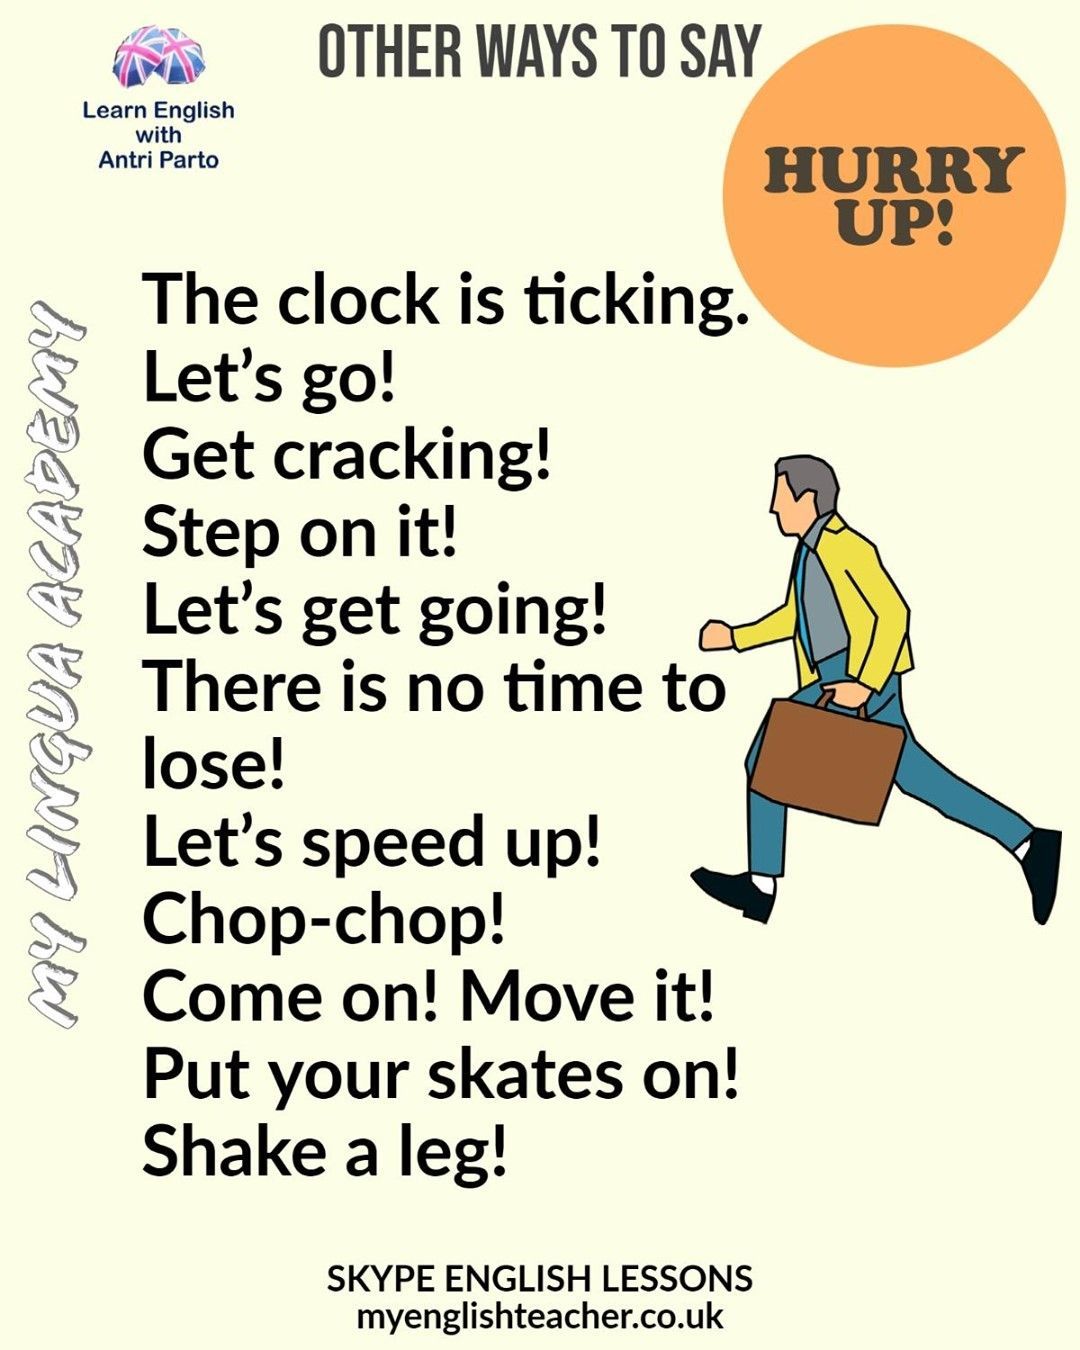 Learn English
with
Antri Parto
OTHER WAYS TO SAY
HURRY
UP!
MY LINGUA ACADEMY
The clock is ticking.
Let’s go!
Get cracking!
Step on it!
Let’s get going!
There is no time to
lose!
Let’s speed up!
Chop-chop!
Come on! Move it!
Put your skates on!
Shake a leg!
SKYPE ENGLISH LESSONS
myenglishteacher.co.uk